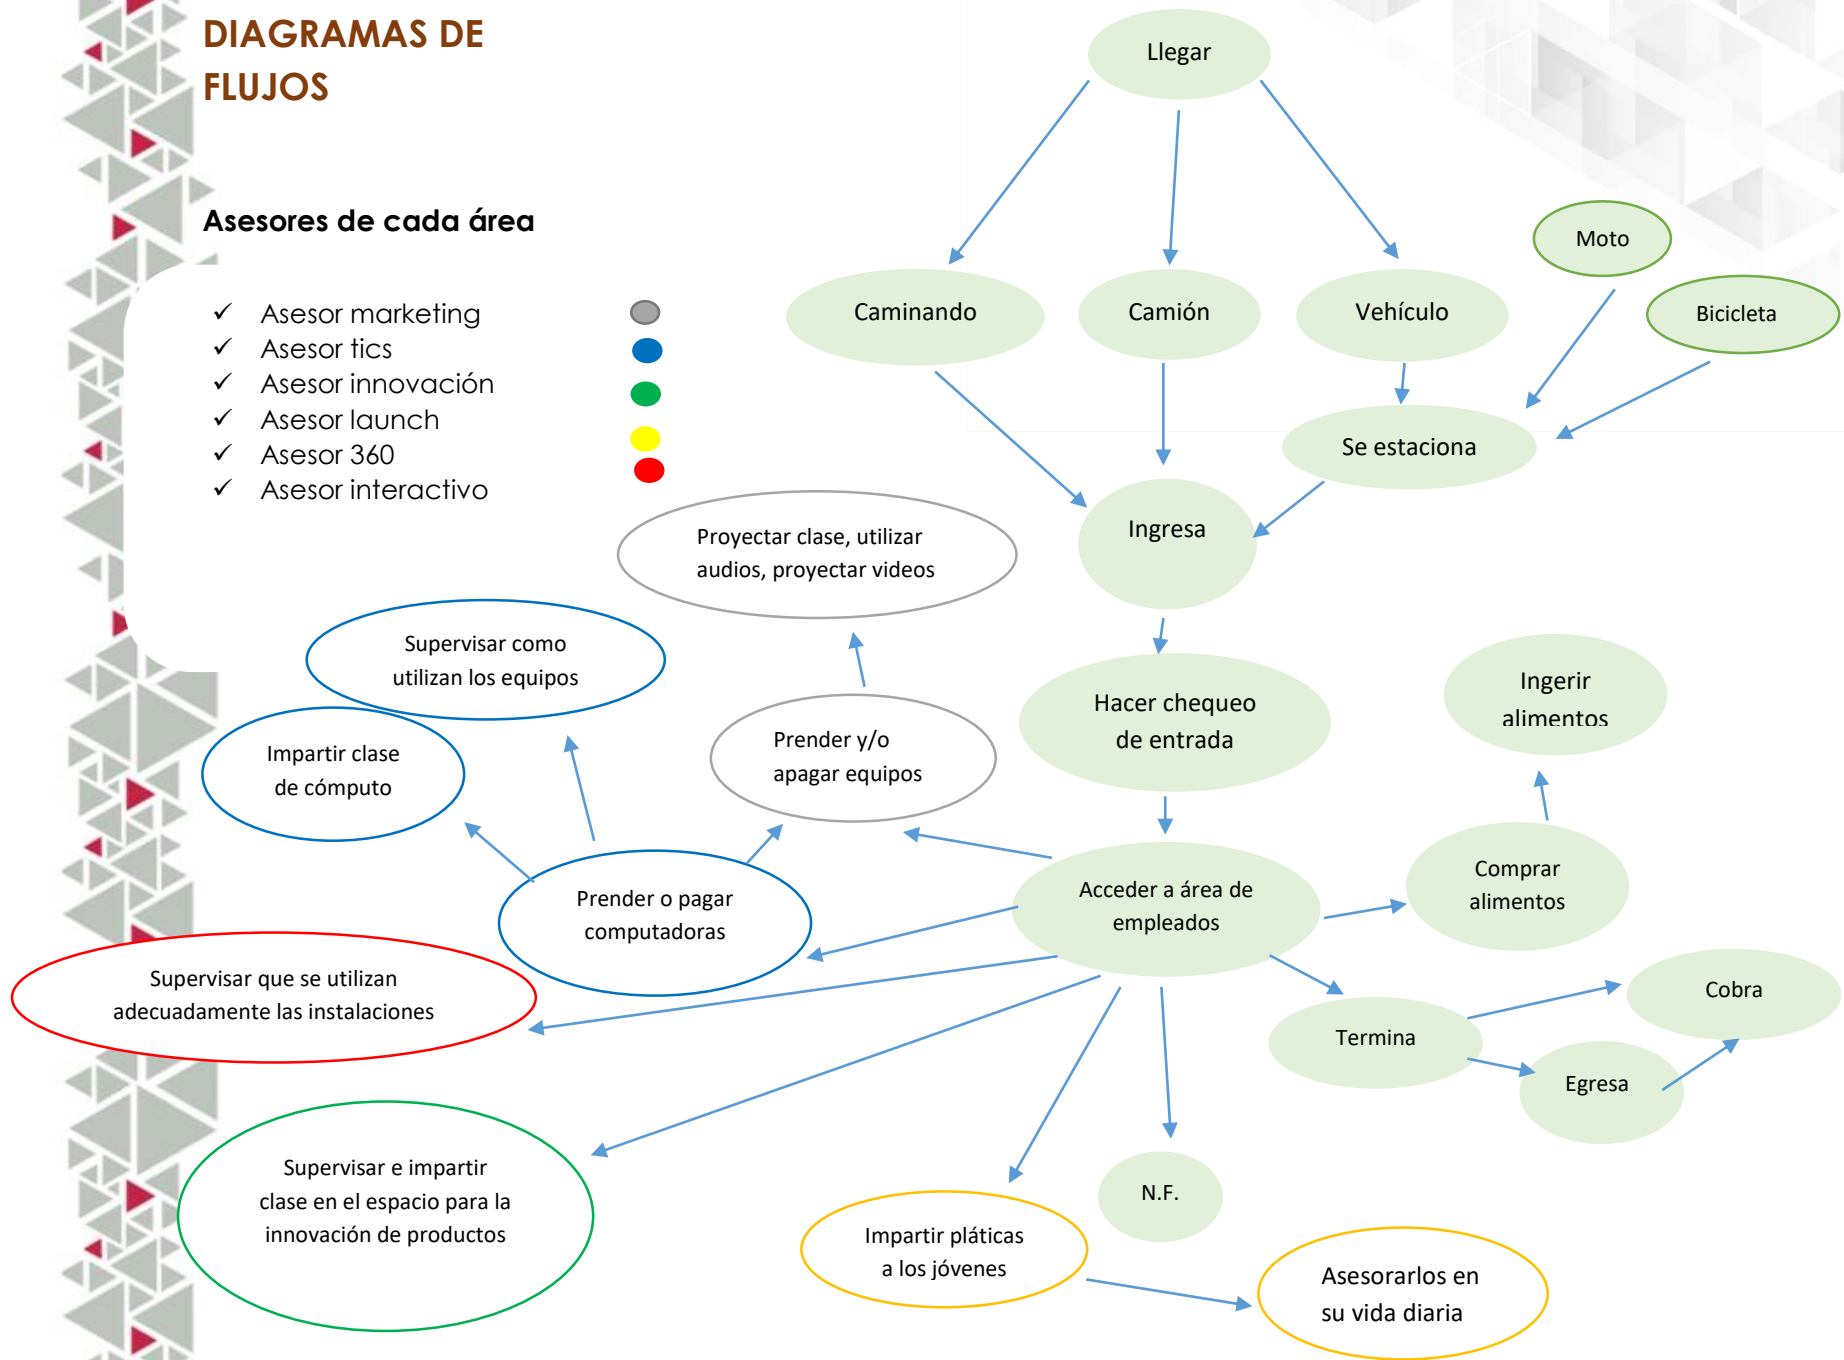 DIAGRAMAS DE
FLUJOS
Asesores de cada área
✓ Asesor marketing
✓ Asesor tics
✓ Asesor innovación
✓ Asesor launch
✓ Asesor 360
✓ Asesor interactivo
Llegar
Moto
Bicicleta
Caminando
Camión
Vehículo
Se estaciona
Ingresa
Proyectar clase, utilizar
audios, proyectar videos
Supervisar como
utilizan los equipos
Hacer chequeo
de entrada
Ingerir
alimentos
Impartir clase
de cómputo
Prender y/o
apagar equipos
Comprar
alimentos
Prender o pagar
computadoras
Acceder a área de
empleados
Supervisar que se utilizan
adecuadamente las instalaciones
Cobra
Termina
Egresa
Supervisar e impartir
clase en el espacio para la
innovación de productos
N.F.
Impartir pláticas
a los jóvenes
Asesorarlos en
su vida diaria